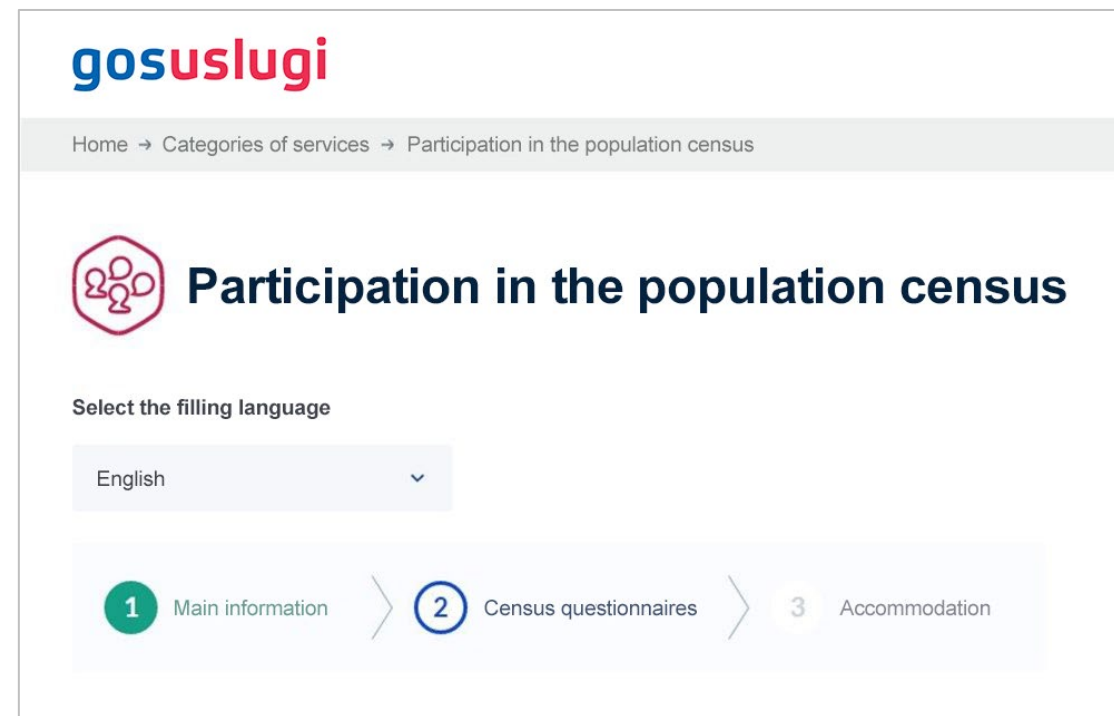 gosuslugi
Home → Categories of services → Participation in the population census
Participation in the population census
Select the filling language
English
1 Main information 2 Census questionnaires 3 Accommodation